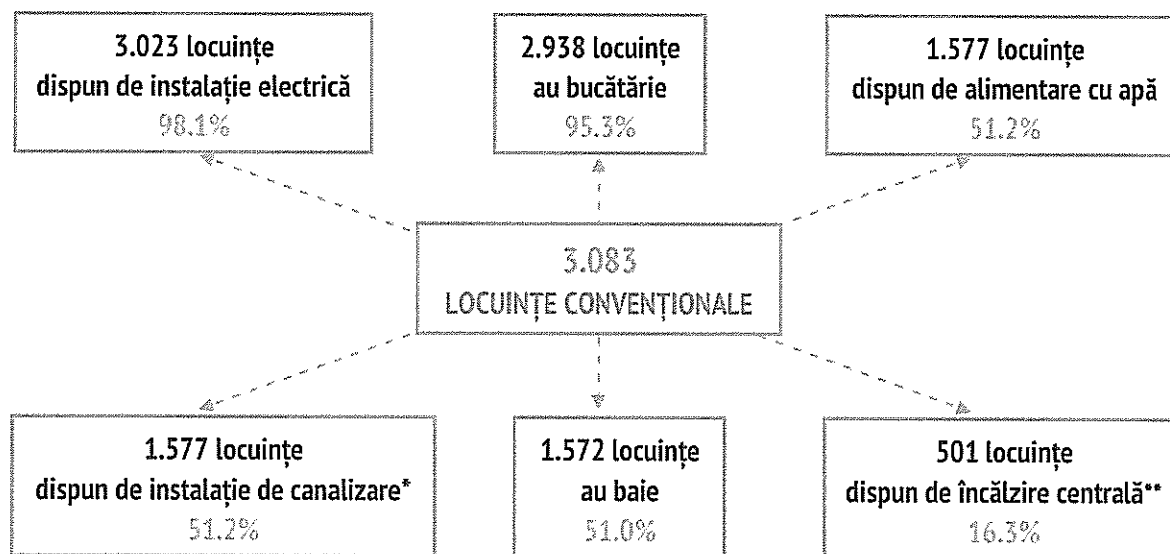 3.023 locuințe
dispun de instalație electrică
98.1%
2.938 locuințe
au bucătărie
95.3%
1.577 locuințe
dispun de alimentare cu apă
51.2%
3.083
LOCUINȚE CONVENȚIONALE
1.577 locuințe
dispun de instalație de canalizare*
51.2%
1.572 locuințe
au baie
51.0%
501 locuințe
dispun de încălzire centrală**
16.3%